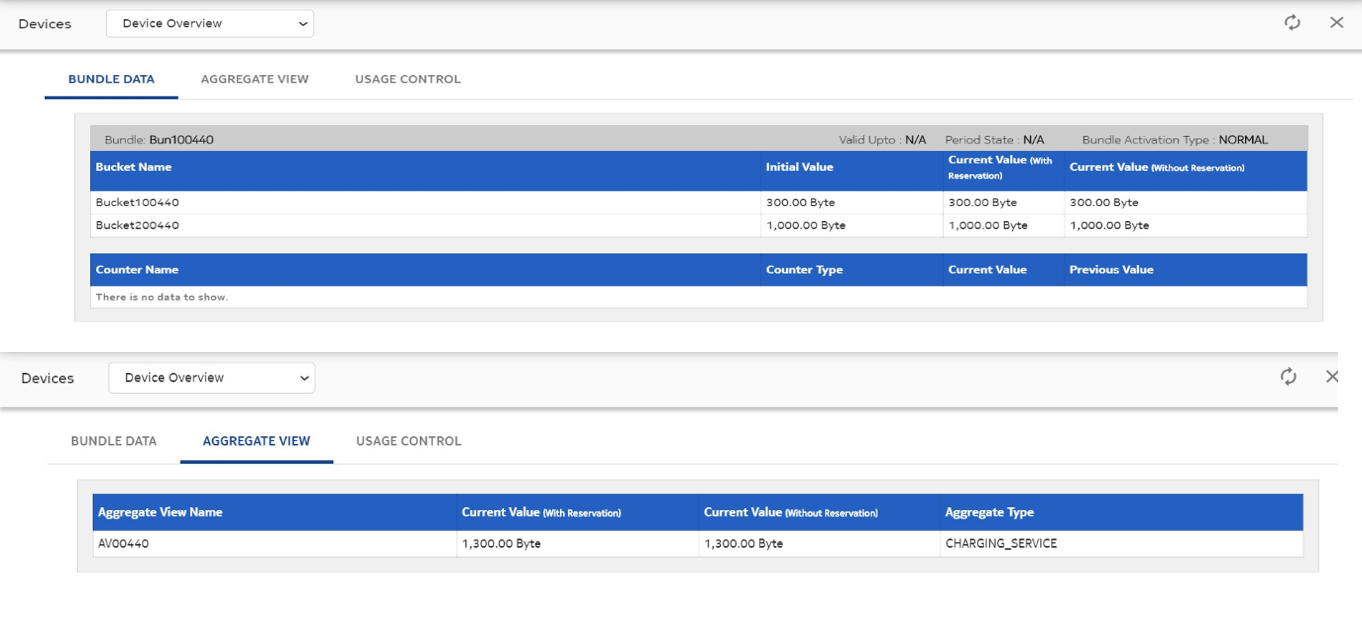 Devices Device Overview
BUNDLE DATA AGGREGATE VIEW USAGE CONTROL
Bundle: Bun100440 Valid Upto : N/A Period State : N/A Bundle Activation Type : NORMAL
Bucket Name Initial Value Current Value (With Reservation) Current Value (Without Reservation)
Bucket100440 300.00 Byte 300.00 Byte 300.00 Byte
Bucket200440 1,000.00 Byte 1,000.00 Byte 1,000.00 Byte
Counter Name Counter Type Current Value Previous Value
There is no data to show.
Devices Device Overview
BUNDLE DATA AGGREGATE VIEW USAGE CONTROL
Aggregate View Name Current Value (With Reservation) Current Value (Without Reservation) Aggregate Type
AV00440 1,300.00 Byte 1,300.00 Byte CHARGING_SERVICE